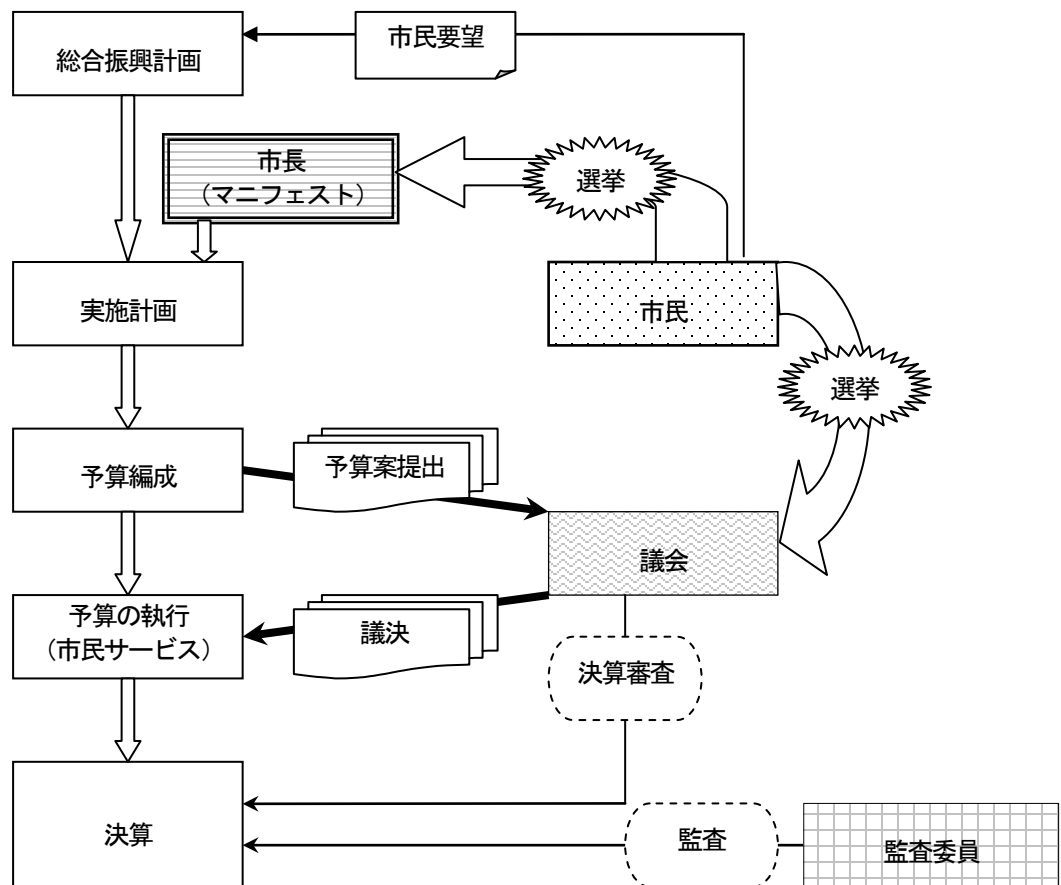 市民要望
総合振興計画
市長
（マニフェスト）
選挙
実施計画
市民
選挙
予算編成
予算案提出
議会
予算の執行
（市民サービス）
議決
決算審査
決算
監査
監査委員